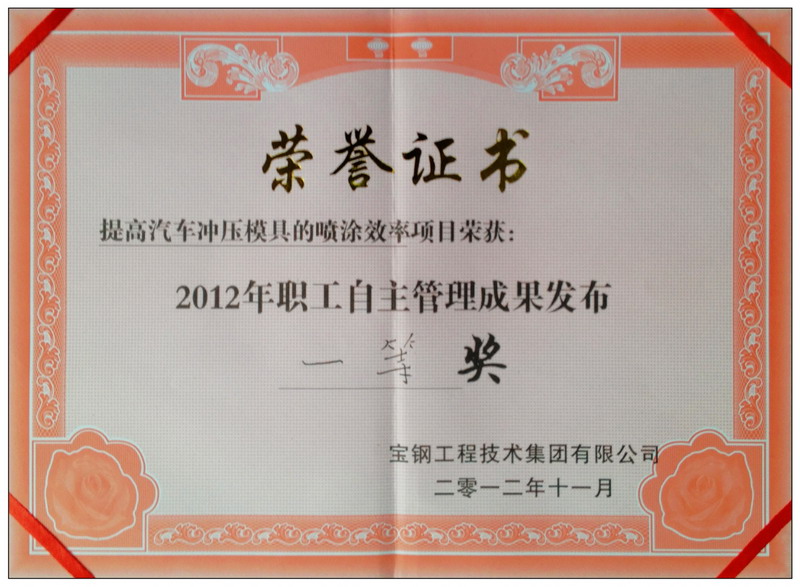 荣誉证书
提高汽车冲压模具的喷涂效率项目荣获：
2012年职工自主管理成果发布
一等奖
宝钢工程技术集团有限公司
二零一二年十一月